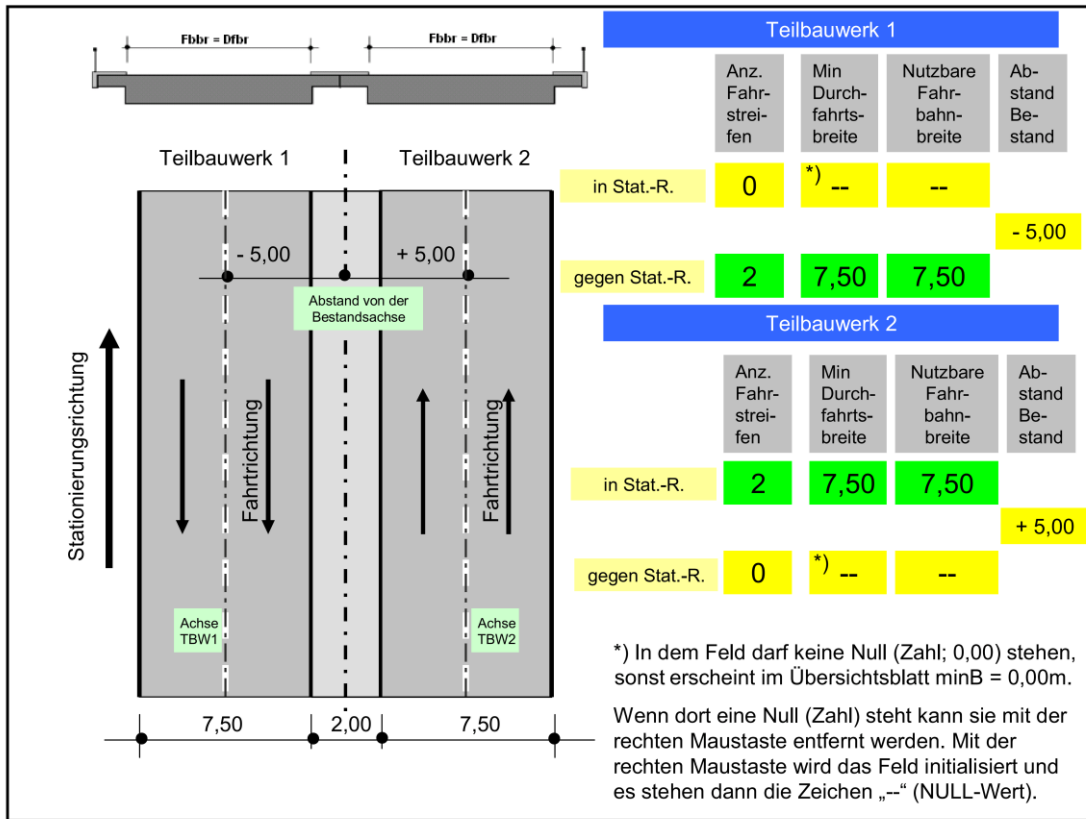 Fbbr = Dfbr
Fbbr = Dfbr
Teilbauwerk 1
Teilbauwerk 2
- 5,00
+ 5,00
Abstand von der
Bestandsachse
Stationierungsrichtung
Fahrtrichtung
Fahrtrichtung
Achse
TBW1
Achse
TBW2
7,50
2,00
7,50
Teilbauwerk 1
Anz.
Fahr-
strei-
fen
Min
Durch-
fahrts-
breite
Nutzbare
Fahr-
bahn-
breite
Ab-
stand
Be-
stand
in Stat.-R.
0
*) --
--
- 5,00
gegen Stat.-R.
2
7,50
7,50
Teilbauwerk 2
Anz.
Fahr-
strei-
fen
Min
Durch-
fahrts-
breite
Nutzbare
Fahr-
bahn-
breite
Ab-
stand
Be-
stand
in Stat.-R.
2
7,50
7,50
+ 5,00
gegen Stat.-R.
0
*) --
--
*) In dem Feld darf keine Null (Zahl; 0,00) stehen,
sonst erscheint im Übersichtsblatt minB = 0,00m.
Wenn dort eine Null (Zahl) steht kann sie mit der
rechten Maustaste entfernt werden. Mit der
rechten Maustaste wird das Feld initialisiert und
es stehen dann die Zeichen „--“ (NULL-Wert).